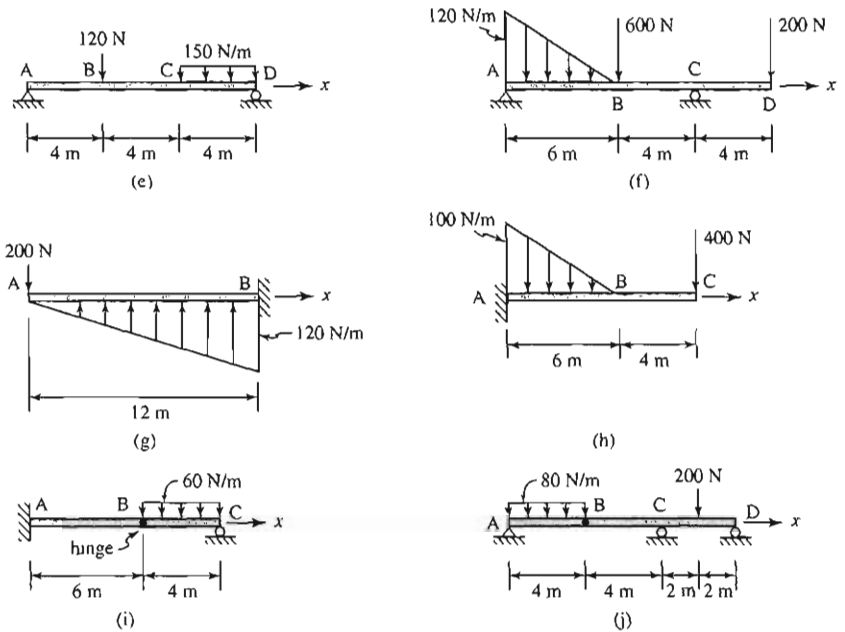 120 N
150 N/m
A B C D x
4 m 4 m 4 m
(e)
120 N/m
600 N
200 N
A C x
B D
6 m 4 m 4 m
(f)
200 N
A B x
120 N/m
12 m
(g)
100 N/m
400 N
B C
A x
6 m 4 m
(h)
60 N/m
A B C x
hinge
6 m 4 m
(i)
80 N/m
200 N
A B C D x
4 m 4 m 2 m 2 m
(j)